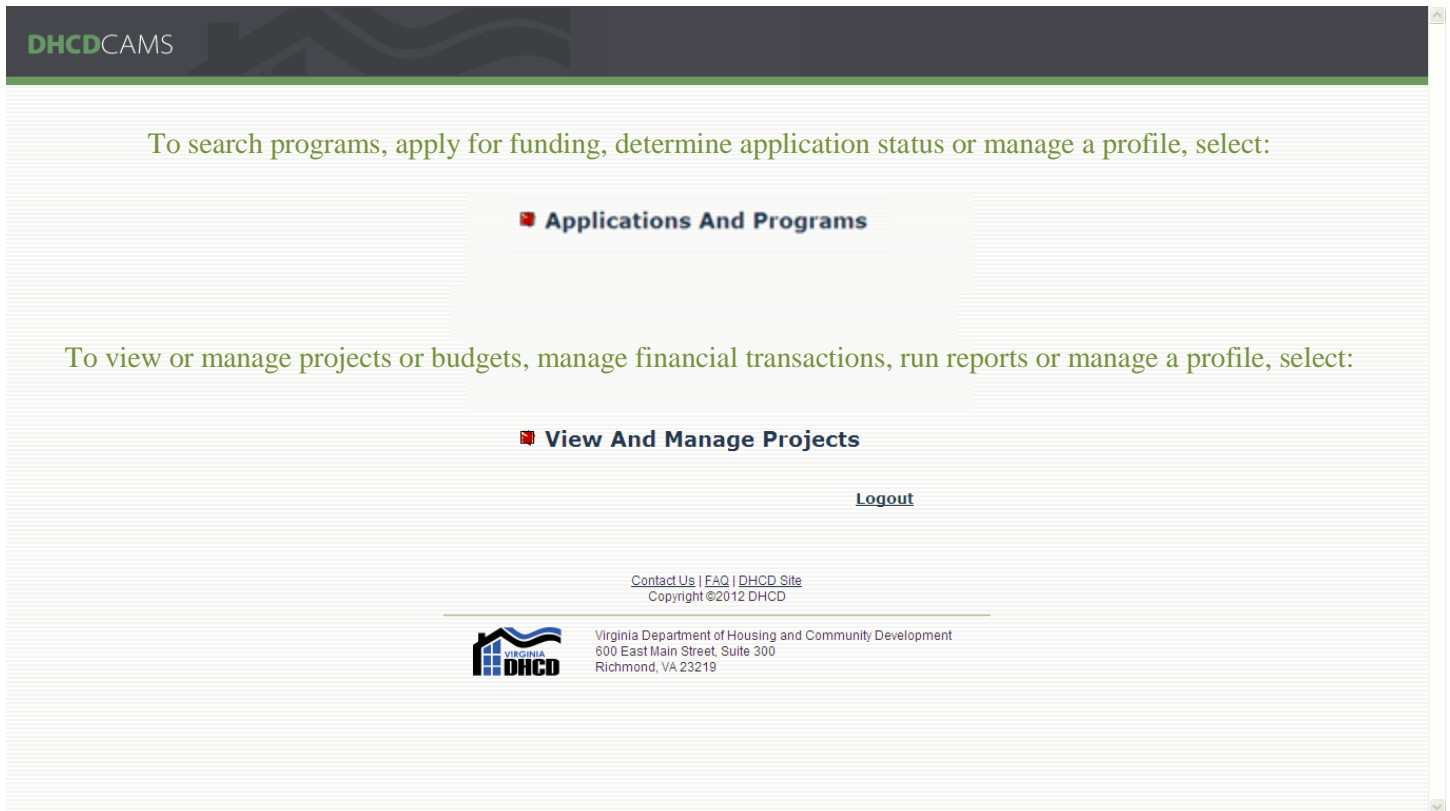 DHCDCAMS
To search programs, apply for funding, determine application status or manage a profile, select:
Applications And Programs
To view or manage projects or budgets, manage financial transactions, run reports or manage a profile, select:
View And Manage Projects
Logout
Contact Us | FAQ | DHCD Site
Copyright ©2012 DHCD
VIRGINIA
DHCD
Virginia Department of Housing and Community Development
600 East Main Street, Suite 300
Richmond, VA 23219